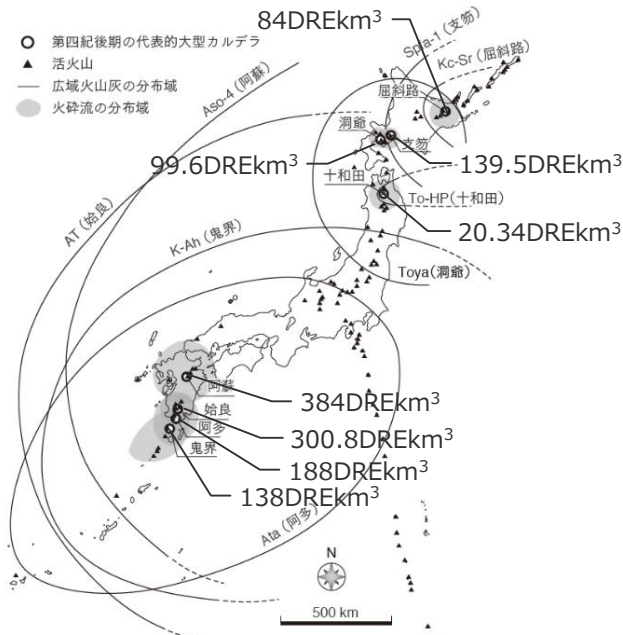 84DREkm³
第四紀後期の代表的大型カルデラ
活火山
広域火山灰の分布域
火砕流の分布域
Spfa-1(支笏)
Kc-Sr(屈斜路)
Aso-4(阿蘇)
屈斜路
洞爺
支笏
99.6DREkm³
139.5DREkm³
十和田
To-HP(十和田)
20.34DREkm³
AT(姶良)
K-Ah(鬼界)
Toya(洞爺)
阿蘇
384DREkm³
姶良
300.8DREkm³
阿多
鬼界
188DREkm³
138DREkm³
Ata(阿多)
N
500 km